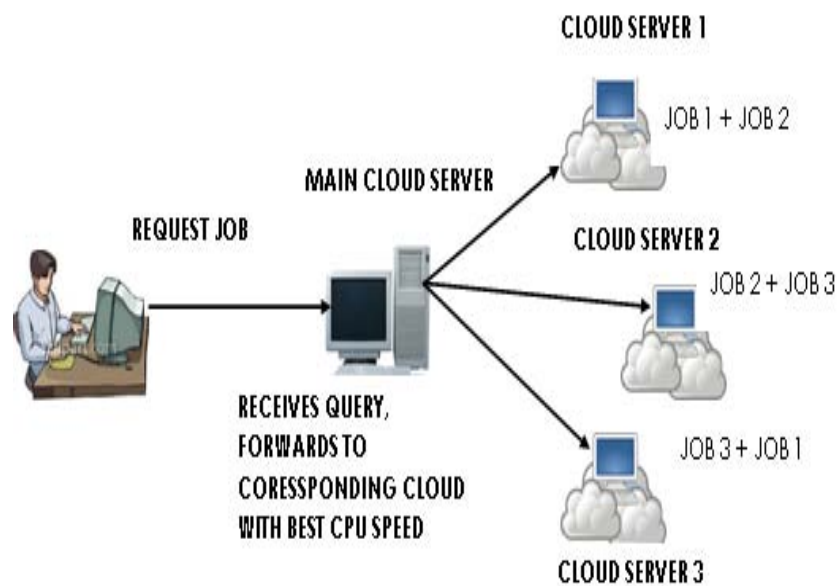 CLOUD SERVER 1
JOB 1 + JOB 2
MAIN CLOUD SERVER
REQUEST JOB
CLOUD SERVER 2
JOB 2 + JOB 3
RECEIVES QUERY,
FORWARDS TO
CORESSPONDING CLOUD
WITH BEST CPU SPEED
JOB 3 + JOB 1
CLOUD SERVER 3